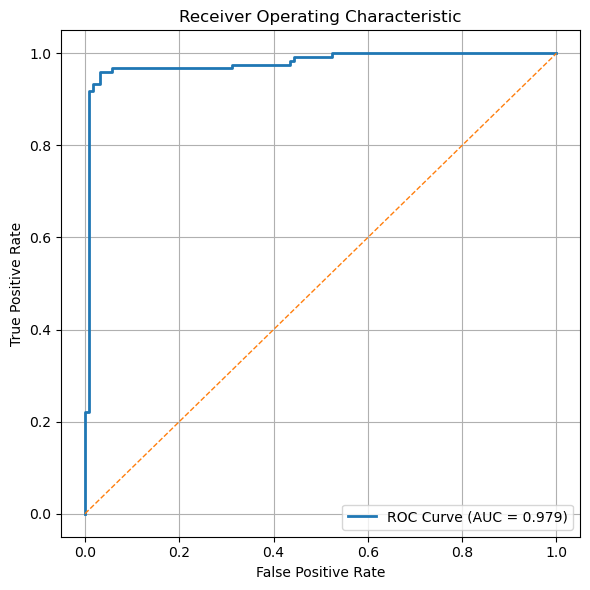 Receiver Operating Characteristic
True Positive Rate
1.0
0.8
0.6
0.4
0.2
0.0
ROC Curve (AUC = 0.979)
0.0 0.2 0.4 0.6 0.8 1.0
False Positive Rate